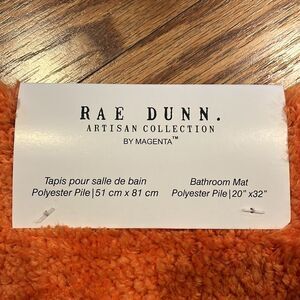 RAE DUNN.
ARTISAN COLLECTION
BY MAGENTA™
Tapis pour salle de bain
Polyester Pile|51 cm x 81 cm
Bathroom Mat
Polyester Pile|20" x32"